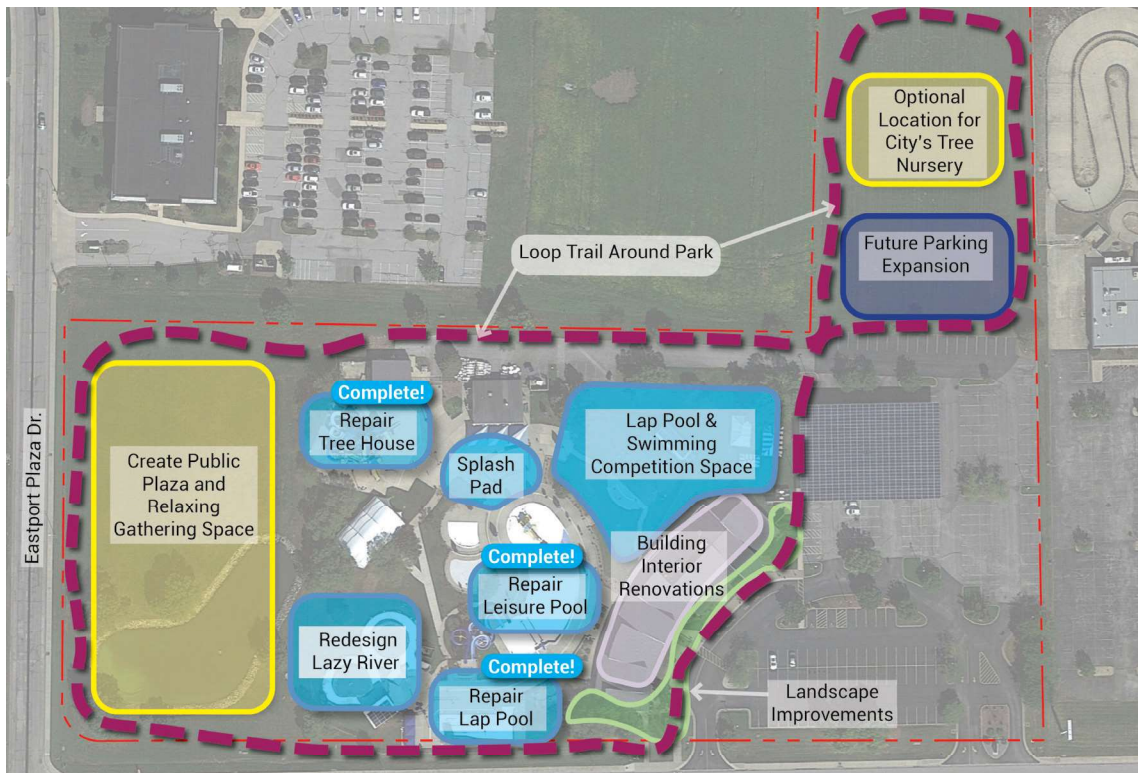 Optional
Location for
City's Tree
Nursery
Future Parking
Expansion
Loop Trail Around Park
Complete!
Repair
Tree House
Splash
Pad
Lap Pool &
Swimming
Competition Space
Create Public
Plaza and
Relaxing
Gathering Space
Eastport Plaza Dr.
Building
Interior
Renovations
Complete!
Repair
Leisure Pool
Redesign
Lazy River
Complete!
Repair
Lap Pool
Landscape
Improvements